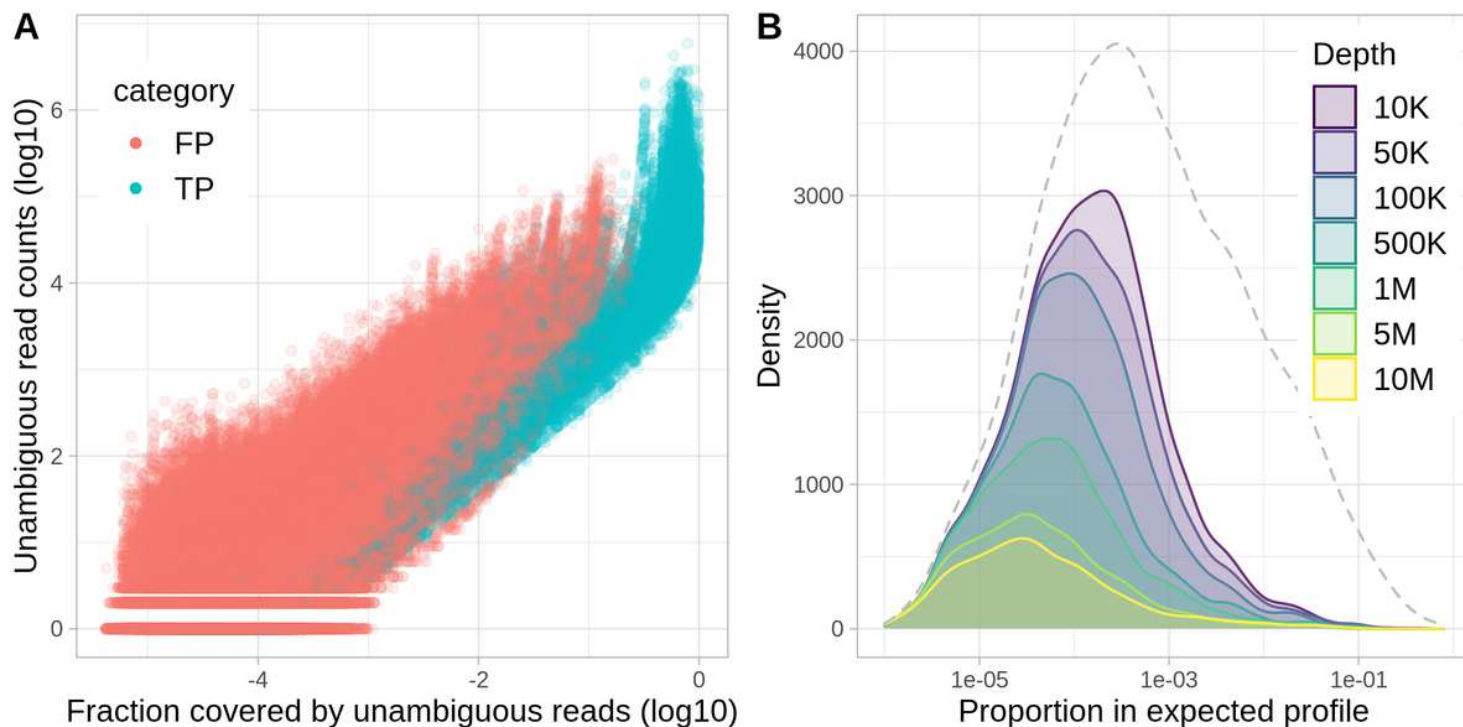 A
category
FP
TP
Unambiguous read counts (log10)
6
4
2
0
-4
-2
0
Fraction covered by unambiguous reads (log10)
B
Depth
10K
50K
100K
500K
1M
5M
10M
Density
4000
3000
2000
1000
0
1e-05
1e-03
1e-01
Proportion in expected profile